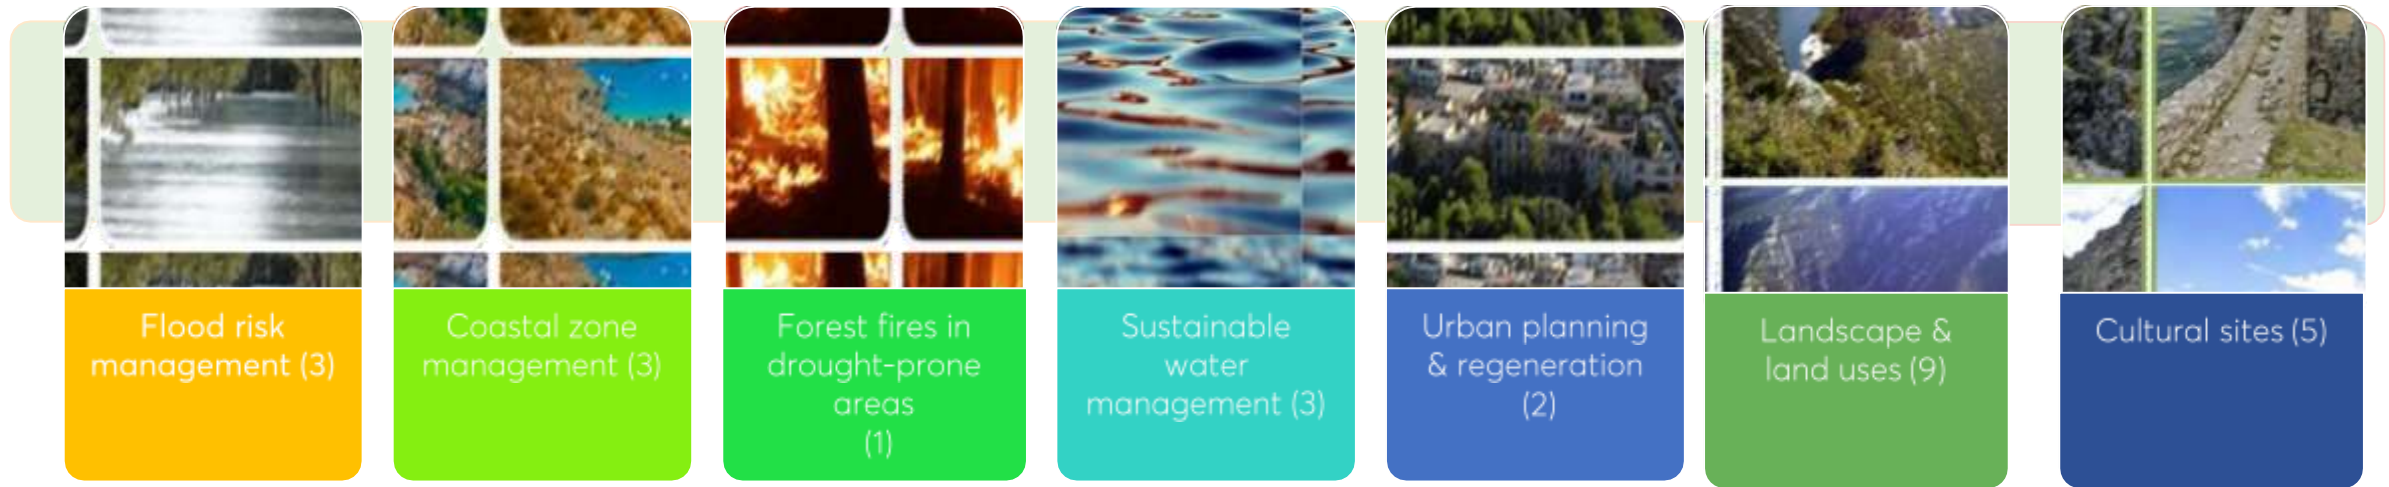 Flood risk
management (3)
Coastal zone
management (3)
Forest fires in
drought-prone
areas
(1)
Sustainable
water
management (3)
Urban planning
& regeneration
(2)
Landscape &
land uses (9)
Cultural sites (5)